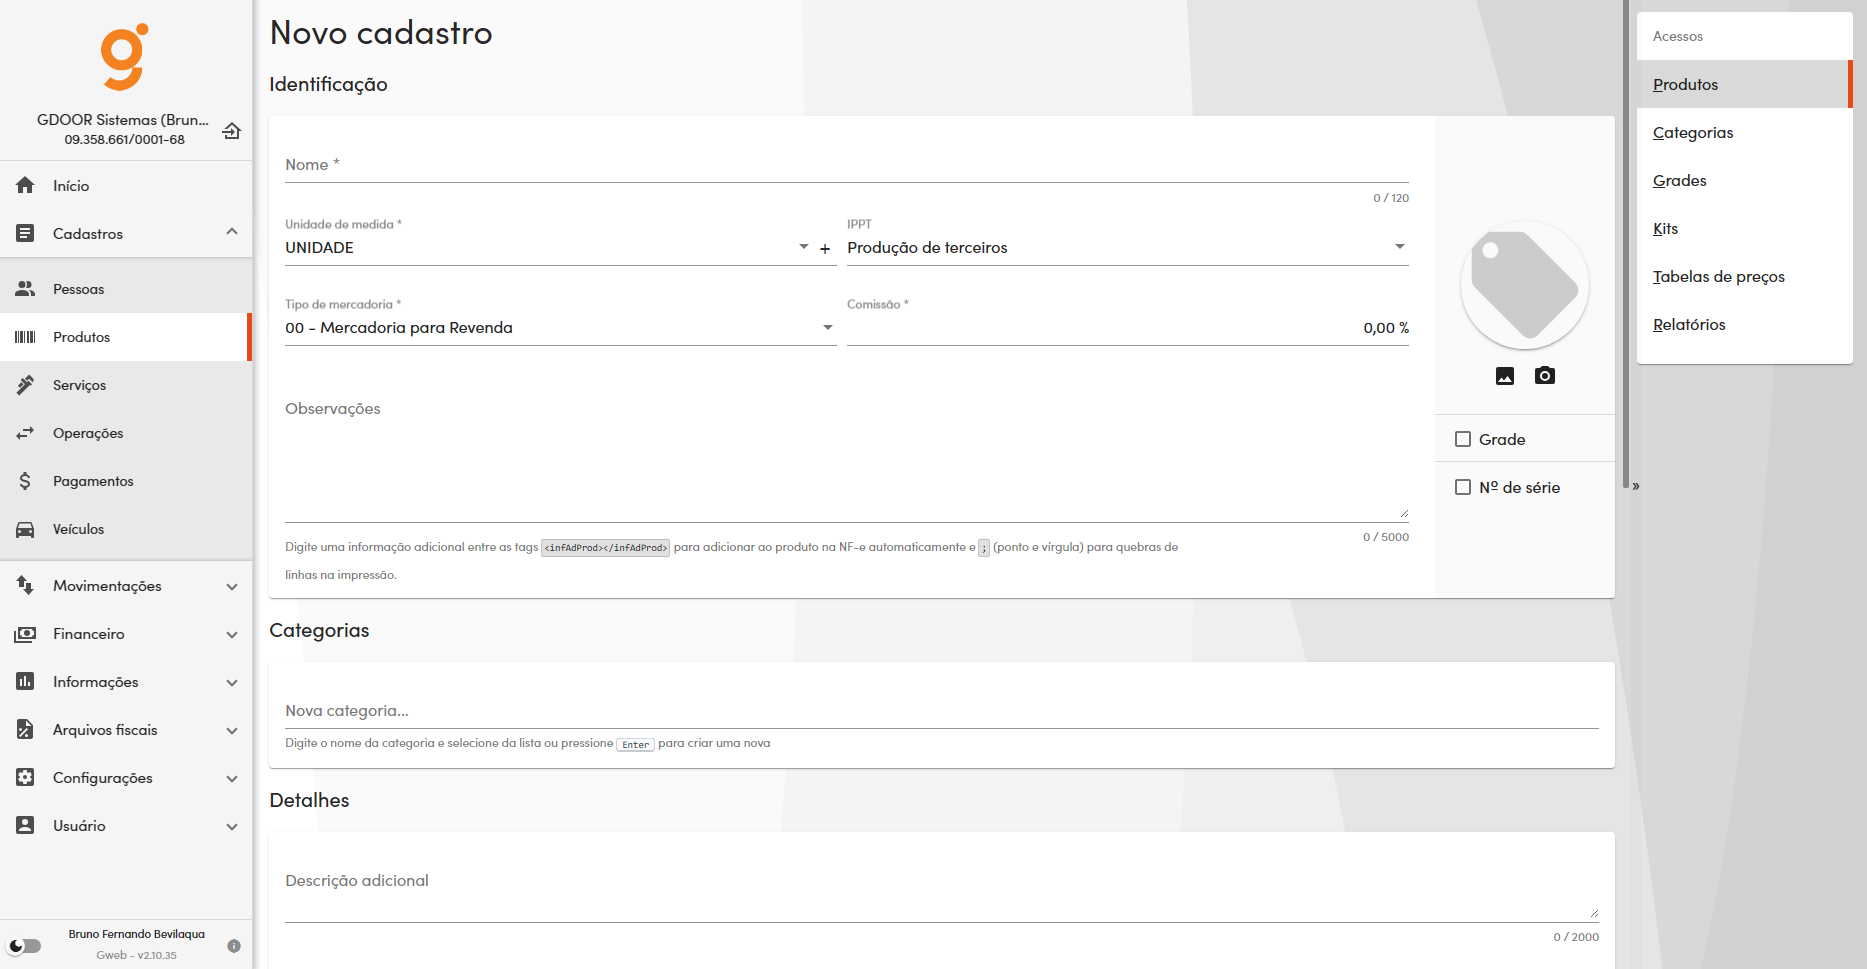 GDOOR Sistemas (Brun...
09.358.661/0001-68
Início
Cadastros
Pessoas
Produtos
Serviços
Operações
Pagamentos
Veículos
Movimentações
Financeiro
Informações
Arquivos fiscais
Configurações
Usuário
Bruno Fernando Bevilaqua
Gweb - v2.10.35
Novo cadastro
Identificação
Nome *
0 / 120
Unidade de medida *
UNIDADE
+
IPPT
Produção de terceiros
Tipo de mercadoria *
00 - Mercadoria para Revenda
Comissão *
0,00 %
Observações
0 / 5000
Digite uma informação adicional entre as tags <infAdProd></infAdProd> para adicionar ao produto na NF-e automaticamente e ; (ponto e vírgula) para quebras de
linhas na impressão.
Grade
Nº de série
Categorias
Nova categoria...
Digite o nome da categoria e selecione da lista ou pressione Enter para criar uma nova
Detalhes
Descrição adicional
0 / 2000
»
Acessos
Produtos
Categorias
Grades
Kits
Tabelas de preços
Relatórios